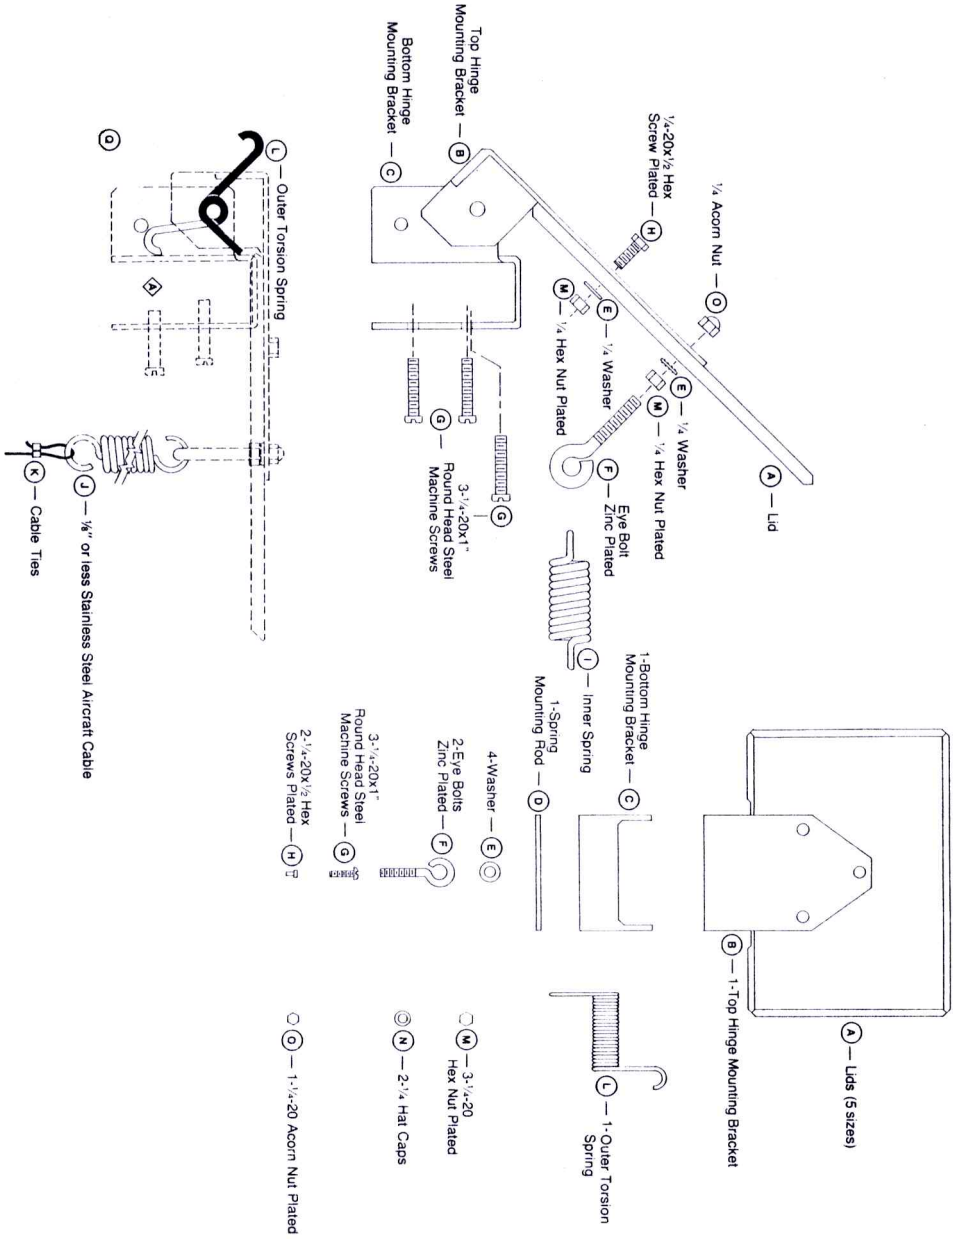 A — Lids (5 sizes)
B — 1-Top Hinge Mounting Bracket
1-Bottom Hinge
Mounting Bracket — C
1-Spring
Mounting Rod — D
L — 1-Outer Torsion
Spring
4-Washer — E
2-Eye Bolts
Zinc Plated — F
3-¼-20x1"
Round Head Steel
Machine Screws — G
2-¼-20x½ Hex
Screws Plated — H
M — 3-¼-20
Hex Nut Plated
N — 2-¼ Hat Caps
O — 1-¼-20 Acorn Nut Plated
A — Lid
¼ Acorn Nut — O
¼-20x½ Hex
Screw Plated — H
E — ¼ Washer
M — ¼ Hex Nut Plated
E — ¼ Washer
M — ¼ Hex Nut Plated
Eye Bolt
F — Zinc Plated
I — Inner Spring
Top Hinge
Mounting Bracket — B
Bottom Hinge
Mounting Bracket — C
G
3-¼-20x1"
Round Head Steel
Machine Screws
G
L — Outer Torsion Spring
Q
A
J — ⅛" or less Stainless Steel Aircraft Cable
K — Cable Ties